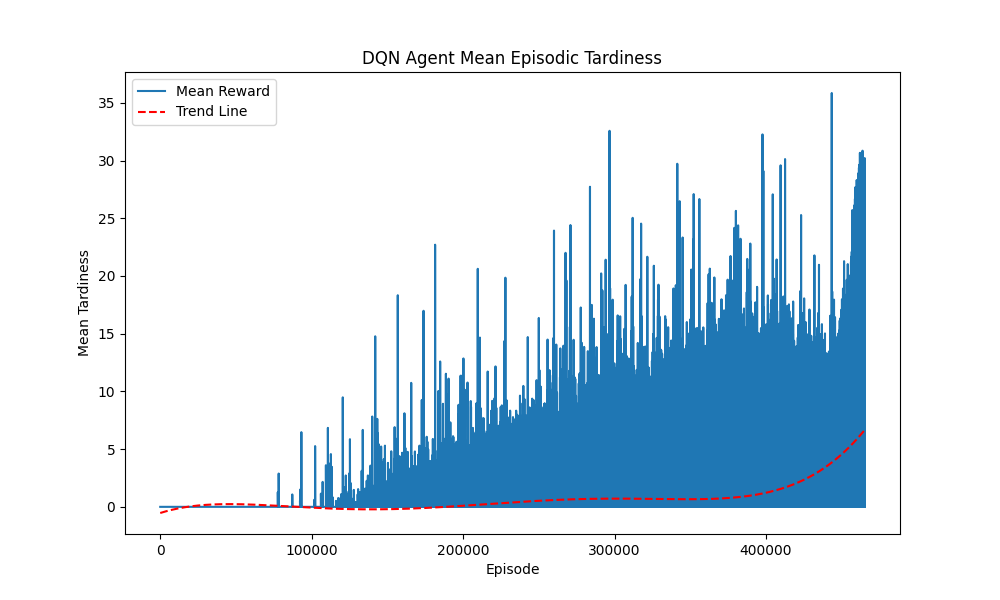 DQN Agent Mean Episodic Tardiness
Mean Reward
Trend Line
35
30
25
20
15
10
5
0
Mean Tardiness
0 100000 200000 300000 400000
Episode